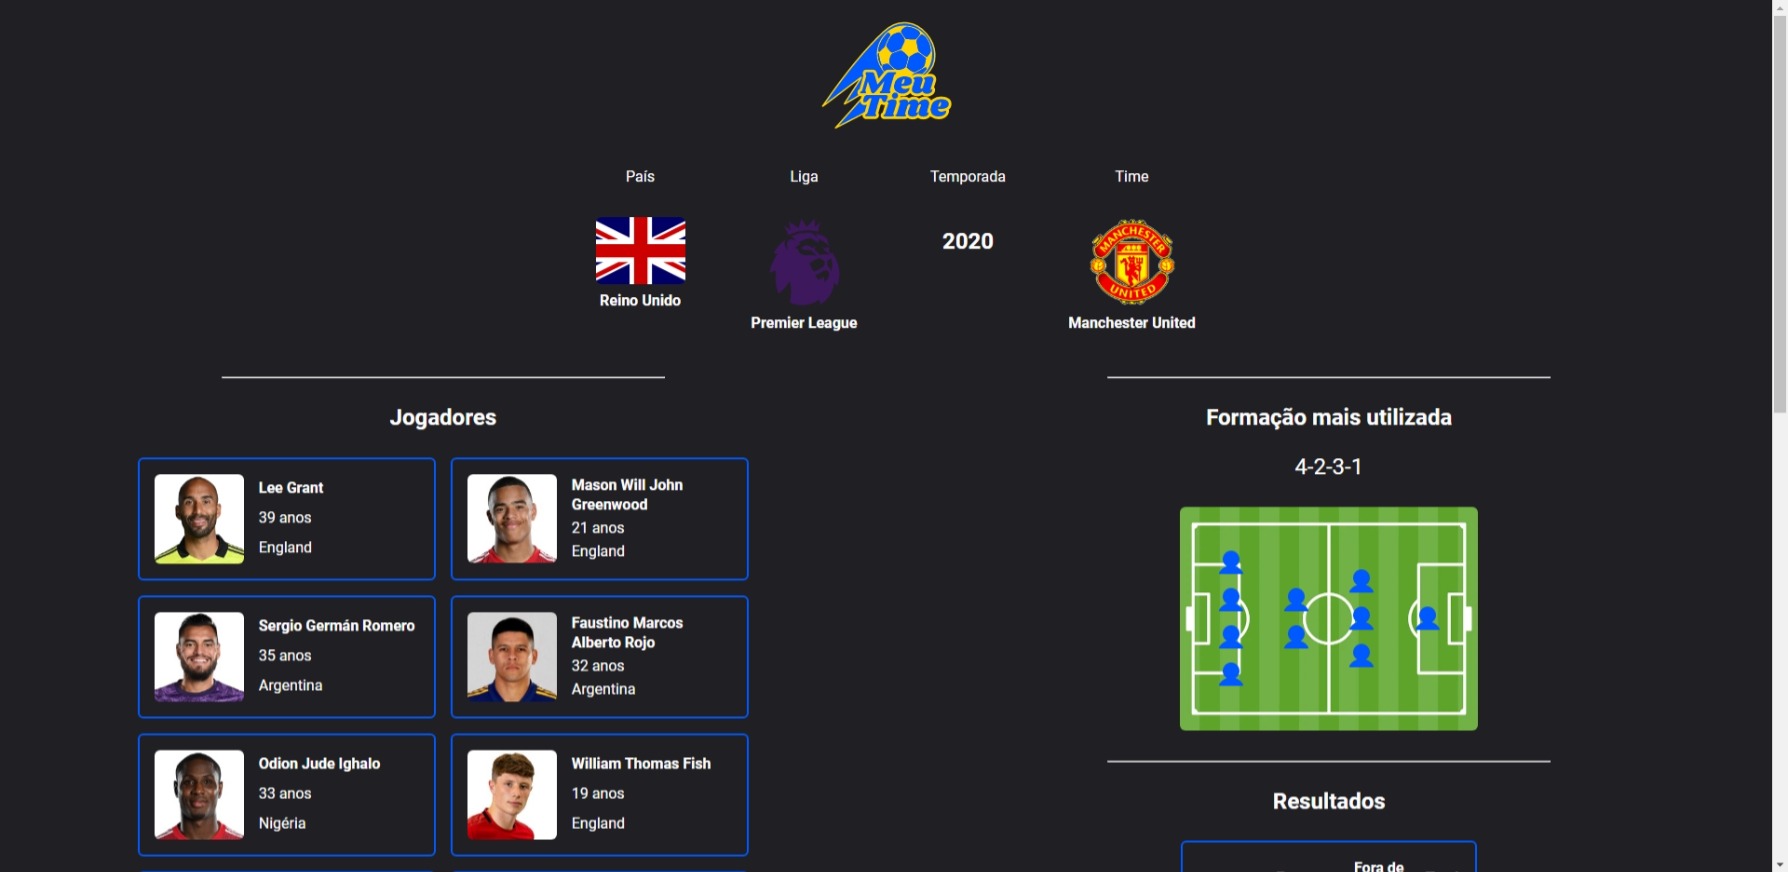 Meu
Time
País
Liga
Temporada
Time
2020
MANCHESTER
UNITED
Reino Unido
Premier League
Manchester United
Jogadores
Lee Grant
39 anos
England
Mason Will John
Greenwood
21 anos
England
Sergio Germán Romero
35 anos
Argentina
Faustino Marcos
Alberto Rojo
32 anos
Argentina
Odion Jude Ighalo
33 anos
Nigéria
William Thomas Fish
19 anos
England
Formação mais utilizada
4-2-3-1
Resultados
Fora de